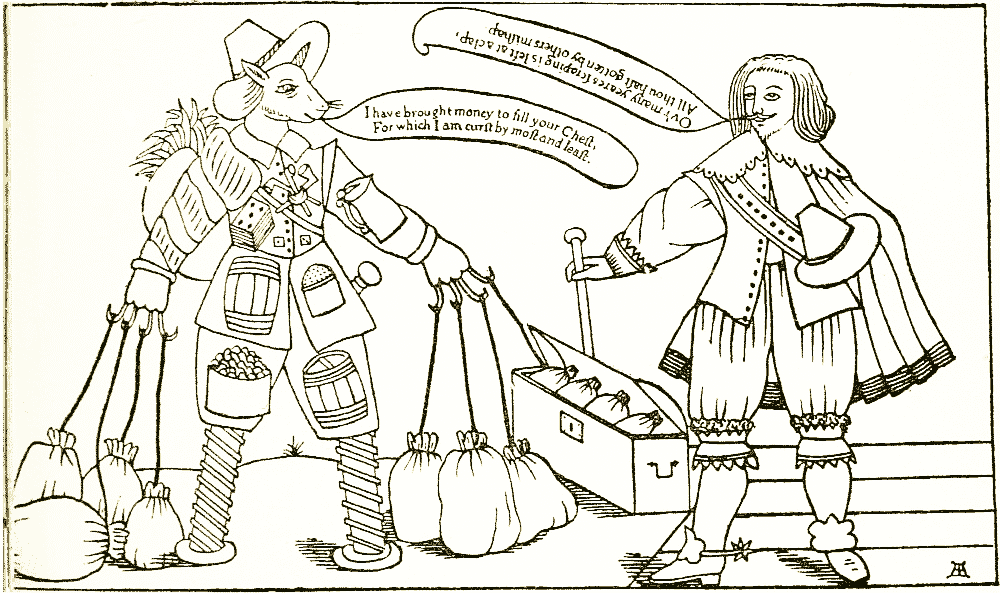 Ov'r many yeares ſcraping is loſt at a clap,
All thou haſt gotten by others miſhap
I have brought money to fill your Cheſt,
For which I am curſt by moſt and leaſt.